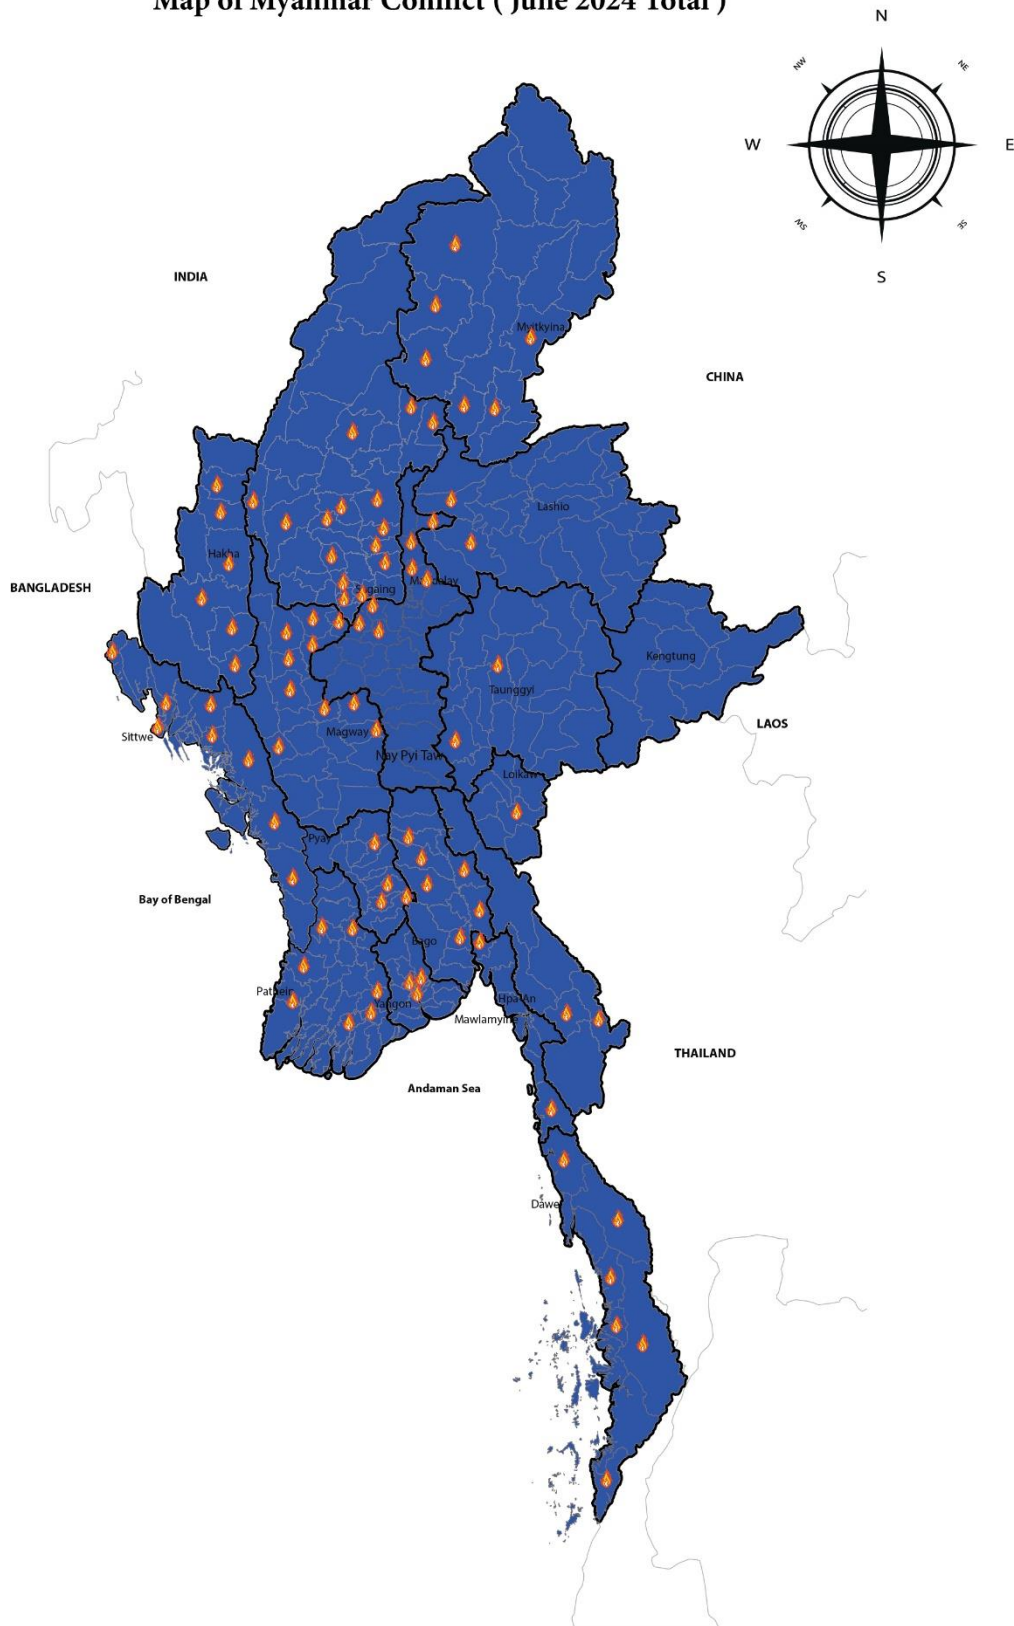 Map of Myanmar Conflict ( June 2024 Total )
N
NW
NE
W
E
SW
SE
S
INDIA
Myitkyina
CHINA
Lashio
Hakha
BANGLADESH
Mandalay
Sagaing
Kengtung
Taunggyi
LAOS
Sittwe
Magway
Nay Pyi Taw
Loikaw
Pyay
Bay of Bengal
Bago
Pathein
Yangon
Hpa-An
Mawlamyine
THAILAND
Andaman Sea
Dawei